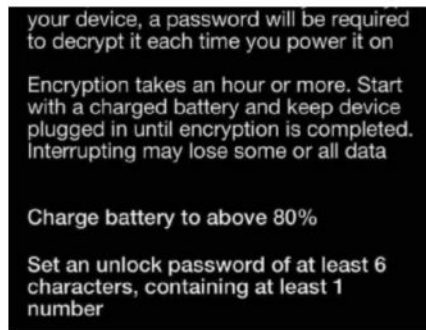 your device, a password will be required
to decrypt it each time you power it on
Encryption takes an hour or more. Start
with a charged battery and keep device
plugged in until encryption is completed.
Interrupting may lose some or all data
Charge battery to above 80%
Set an unlock password of at least 6
characters, containing at least 1
number